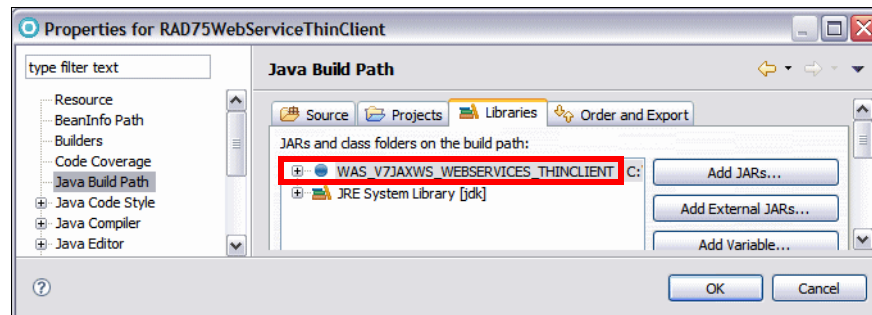 Properties for RAD75WebServiceThinClient
type filter text
Java Build Path
Resource
BeanInfo Path
Builders
Code Coverage
Java Build Path
Java Code Style
Java Compiler
Java Editor
Source
Projects
Libraries
Order and Export
JARs and class folders on the build path:
WAS_V7JAXWS_WEBSERVICES_THINCLIENT C:
JRE System Library [jdk]
Add JARs...
Add External JARs...
Add Variable...
?
OK
Cancel